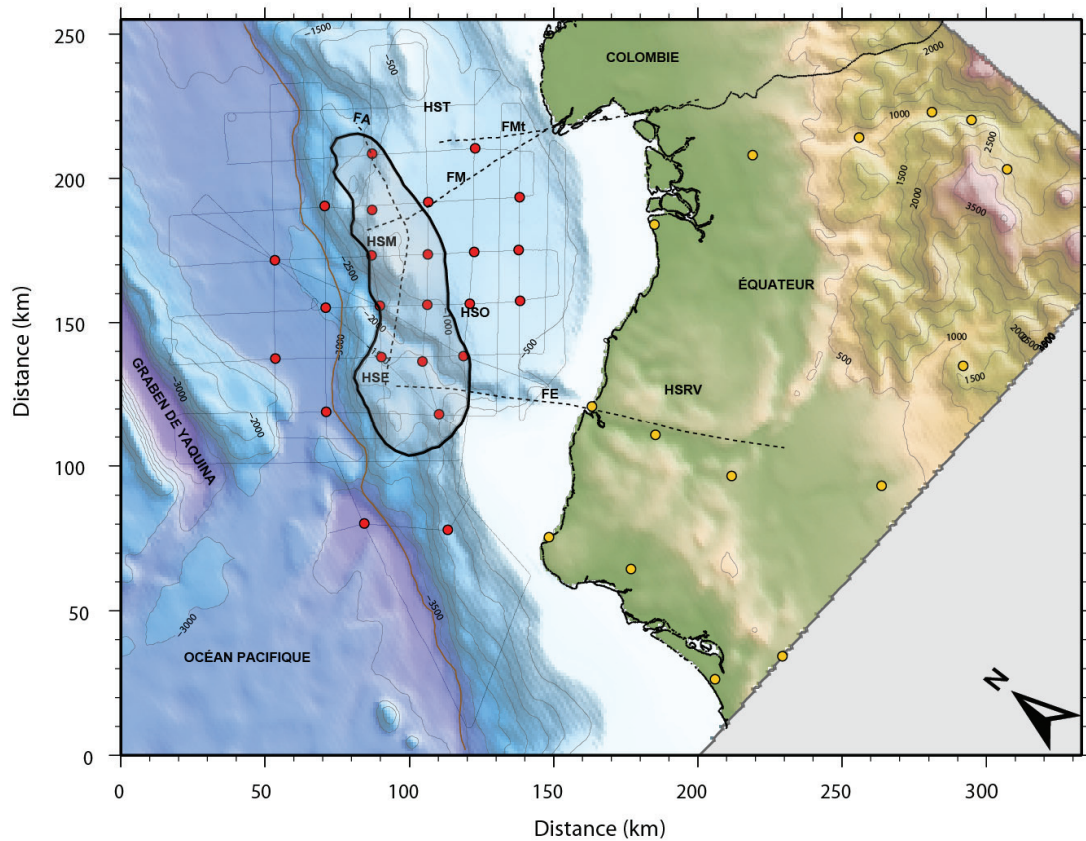 250
200
150
100
50
0
Distance (km)
0
50
100
150
200
250
300
Distance (km)
COLOMBIE
−1500
−500
2000
HST
FA
FMt
FM
1000
2500
1500
2000
3500
HSM
−2500
ÉQUATEUR
HSO
−2000
−1000
−3000
−500
500
1000
1500
HSE
HSRV
FE
GRABEN DE YAQUINA
−3000
−2000
−3500
−3000
OCÉAN PACIFIQUE
N